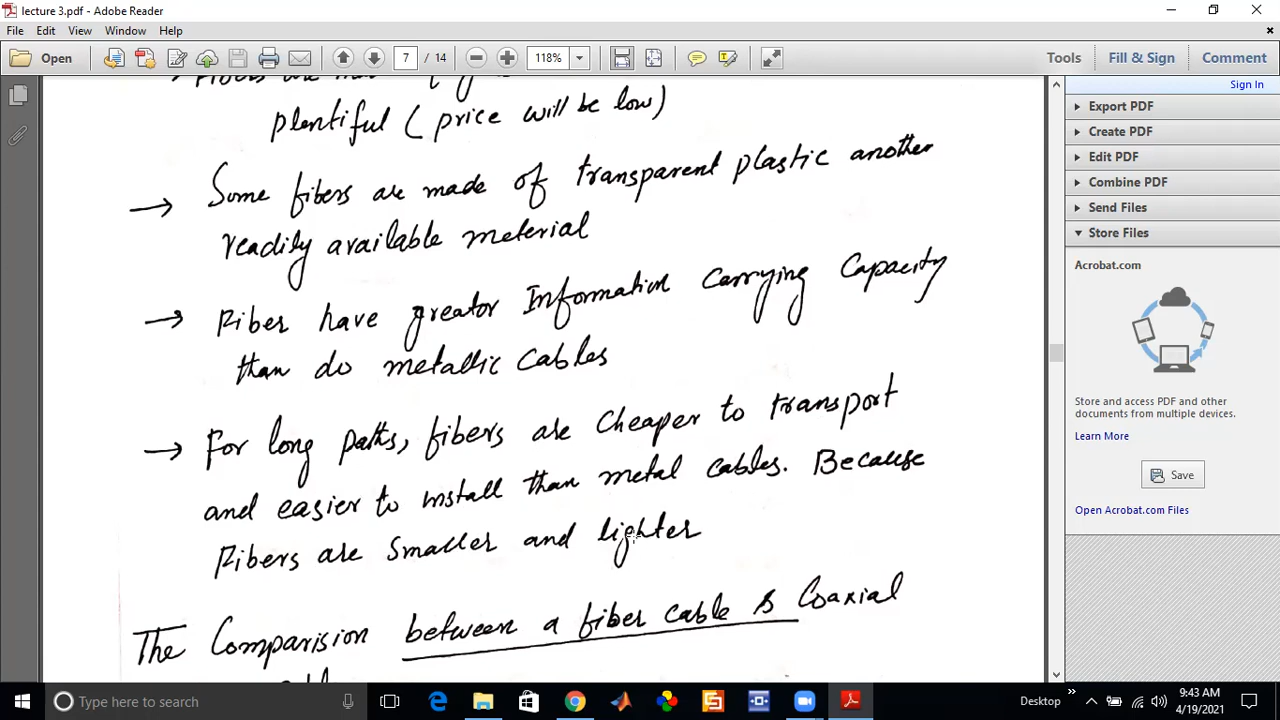 lecture 3.pdf - Adobe Reader
File Edit View Window Help
Open 7 / 14 118% Tools Fill & Sign Comment
Sign In
Fibers are
plentiful ( price will be low)
→ Some fibers are made of transparent plastic another
readily available meterial
→ Fiber have greator Information Carrying Capacity
than do metallic Cables
→ For long paths, fibers are Cheaper to transport
and easier to install than metal cables. Because
Fibers are smaller and lighter
The Comparision between a fiber cable & Coaxial
Export PDF
Create PDF
Edit PDF
Combine PDF
Send Files
Store Files
Acrobat.com
Store and access PDF and other
documents from multiple devices.
Learn More
Save
Open Acrobat.com Files
Type here to search
Desktop
9:43 AM
4/19/2021